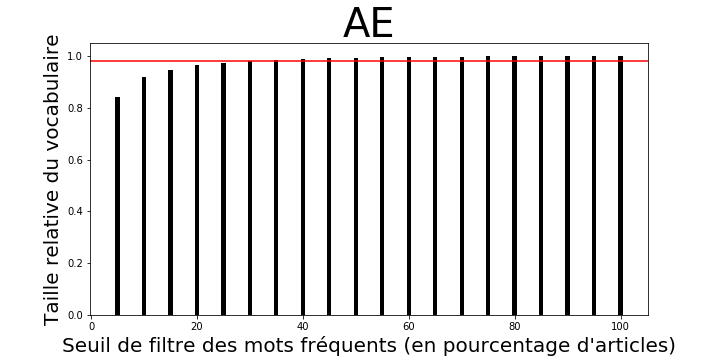 AE
Taille relative du vocabulaire
1.0
0.8
0.6
0.4
0.2
0.0
0 20 40 60 80 100
Seuil de filtre des mots fréquents (en pourcentage d'articles)